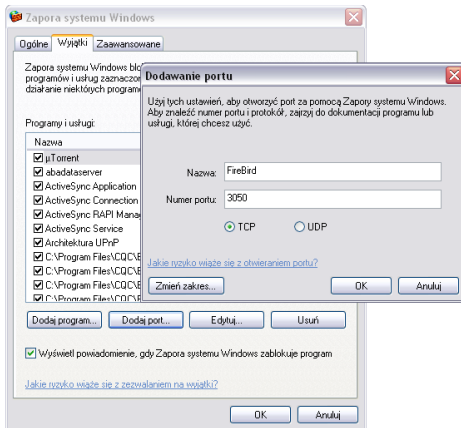 Zapora systemu Windows
Ogólne Wyjątki Zaawansowane
Zapora systemu Windows
programów i usług
działanie niektórych
Programy i usługi:
Nazwa
µTorrent
abadataserver
ActiveSync Application
ActiveSync Connection
ActiveSync RAPI
ActiveSync Service
Architektura UPnP
C:\Program Files\CQC\
C:\Program Files\CQC\
C:\Program Files\CQC\
C:\Program Files\CQC\
Dodaj program... Dodaj port... Edytuj... Usuń
Wyświetl powiadomienie, gdy Zapora systemu Windows zablokuje program
Jakie ryzyko wiąże się z zezwalaniem na wyjątki?
OK Anuluj
Dodawanie portu
Użyj tych ustawień, aby otworzyć port za pomocą Zapory systemu Windows.
Aby znaleźć numer portu i protokół, zajrzyj do dokumentacji programu lub
usługi, której chcesz użyć.
Nazwa: FireBird
Numer portu: 3050
TCP UDP
Jakie ryzyko wiąże się z otwieraniem portu?
Zmień zakres... OK Anuluj